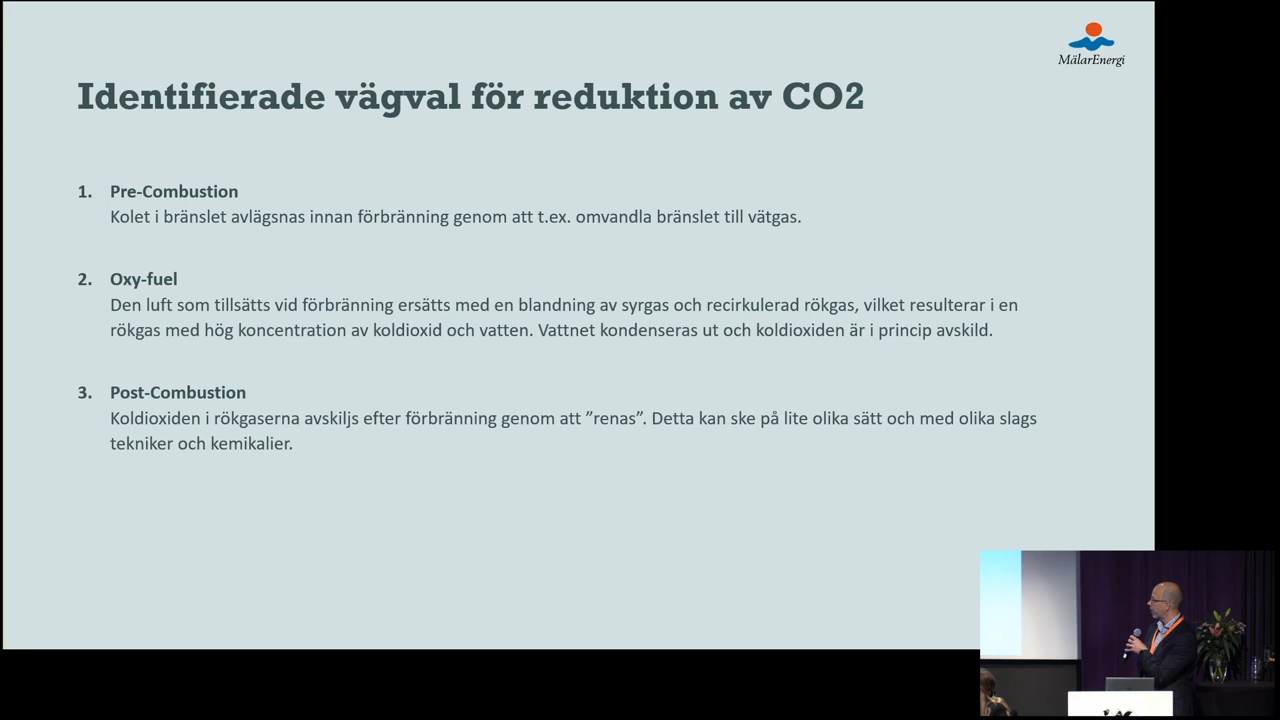 MälarEnergi
Identifierade vägval för reduktion av CO2
1. Pre-Combustion
Kolet i bränslet avlägsnas innan förbränning genom att t.ex. omvandla bränslet till vätgas.
2. Oxy-fuel
Den luft som tillsätts vid förbränning ersätts med en blandning av syrgas och recirkulerad rökgas, vilket resulterar i en
rökgas med hög koncentration av koldioxid och vatten. Vattnet kondenseras ut och koldioxiden är i princip avskild.
3. Post-Combustion
Koldioxiden i rökgaserna avskiljs efter förbränning genom att ”renas”. Detta kan ske på lite olika sätt och med olika slags
tekniker och kemikalier.